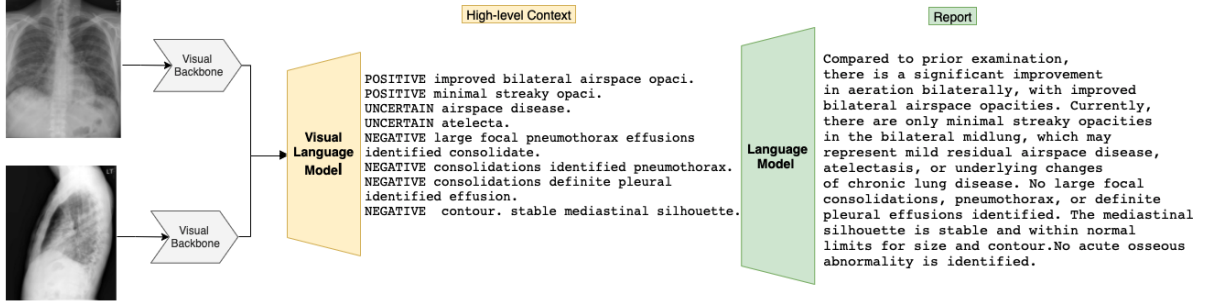 High-level Context
Report
Visual
Backbone
Visual
Backbone
Visual
Language
Model
POSITIVE improved bilateral airspace opaci.
POSITIVE minimal streaky opaci.
UNCERTAIN airspace disease.
UNCERTAIN atelecta.
NEGATIVE large focal pneumothorax effusions
identified consolidate.
NEGATIVE consolidations identified pneumothorax.
NEGATIVE consolidations definite pleural
identified effusion.
NEGATIVE contour. stable mediastinal silhouette.
Language
Model
Compared to prior examination,
there is a significant improvement
in aeration bilaterally, with improved
bilateral airspace opacities. Currently,
there are only minimal streaky opacities
in the bilateral midlung, which may
represent mild residual airspace disease,
atelectasis, or underlying changes
of chronic lung disease. No large focal
consolidations, pneumothorax, or definite
pleural effusions identified. The mediastinal
silhouette is stable and within normal
limits for size and contour.No acute osseous
abnormality is identified.